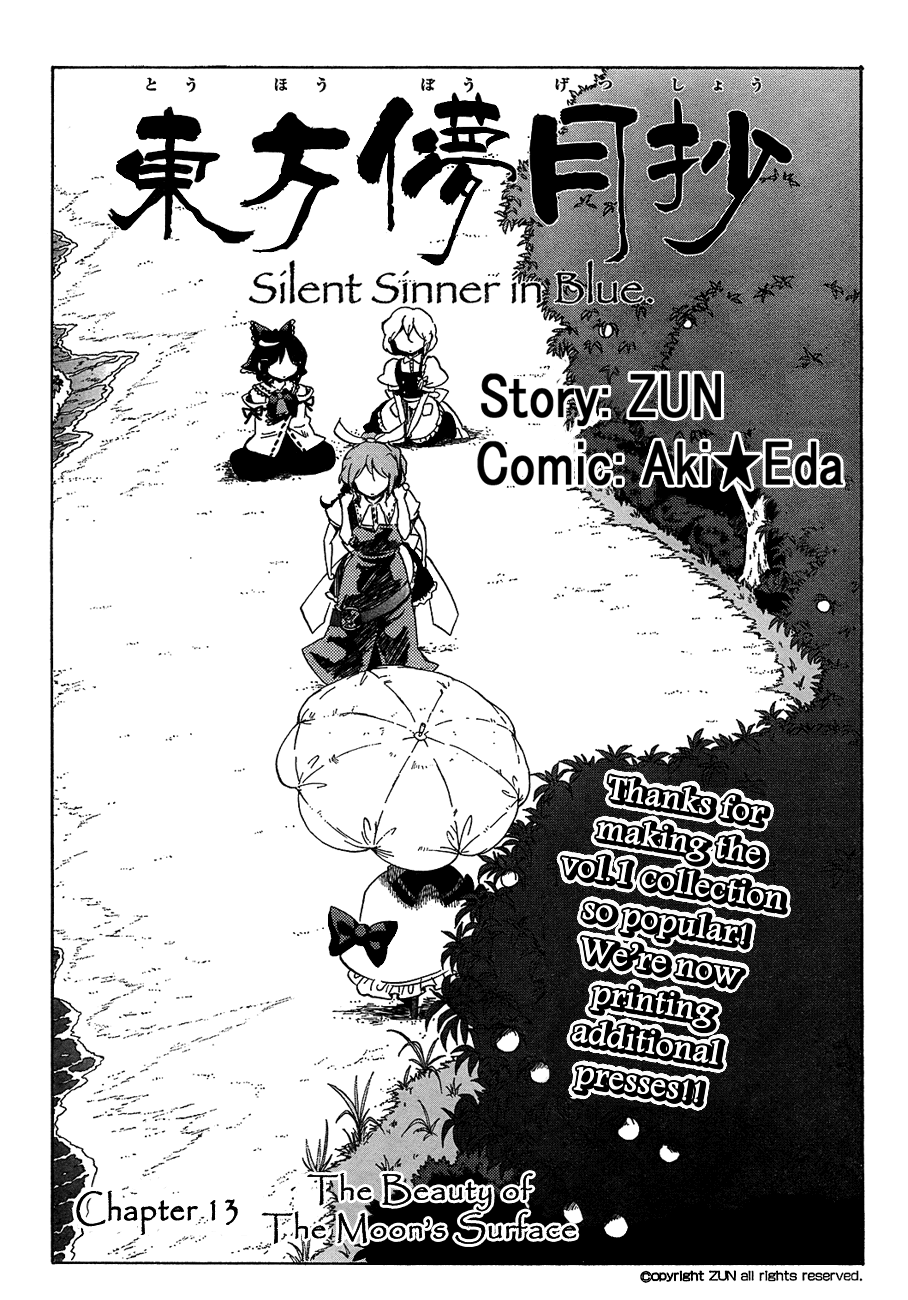 とうほうぼうげっしょう
東方儚月抄
Silent Sinner in Blue.
Story: ZUN
Comic: Aki★Eda
Thanks for
making the
vol.1 collection
so popular!
We're now
printing
additional
presses!!
Chapter 13
The Beauty of
The Moon's Surface
©opyright ZUN all rights reserved.